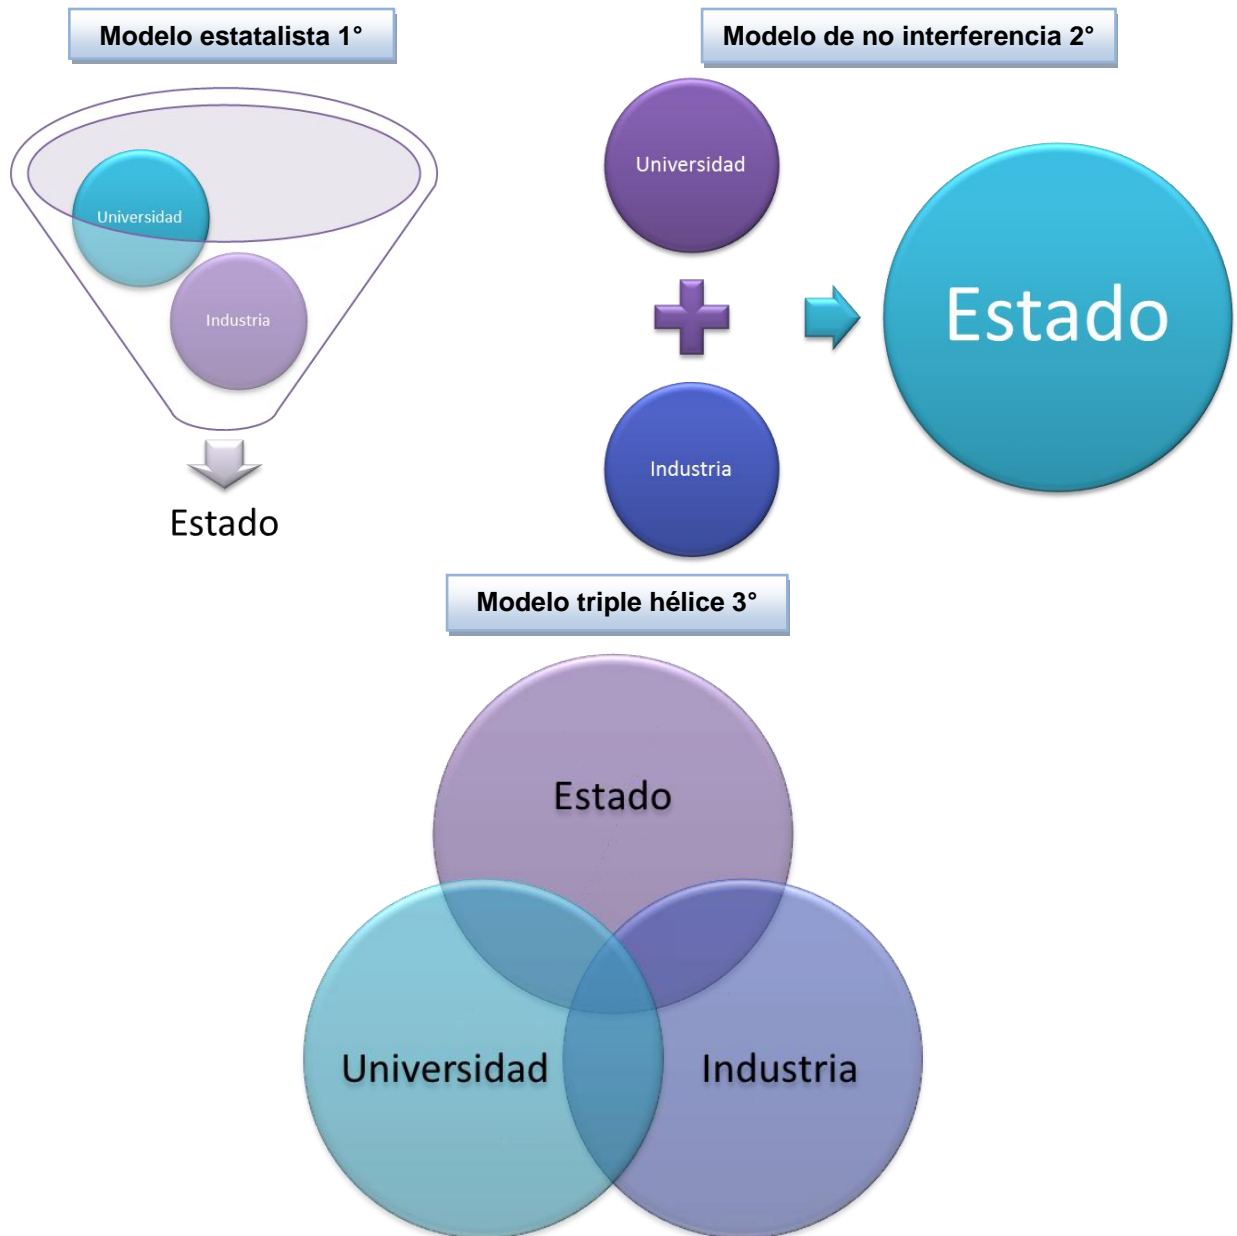 Modelo estatalista 1°
Universidad
Industria
Estado
Modelo de no interferencia 2°
Universidad
Industria
Estado
Modelo triple hélice 3°
Estado
Universidad
Industria